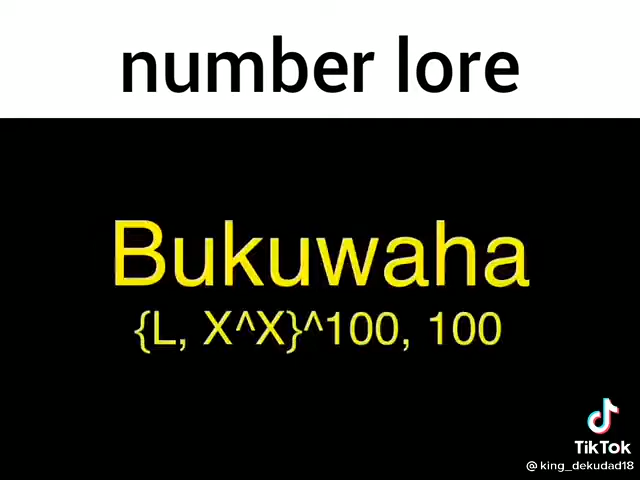 number lore
Bukuwaha
{L, X^X}^100, 100
TikTok
@king_dekudad18